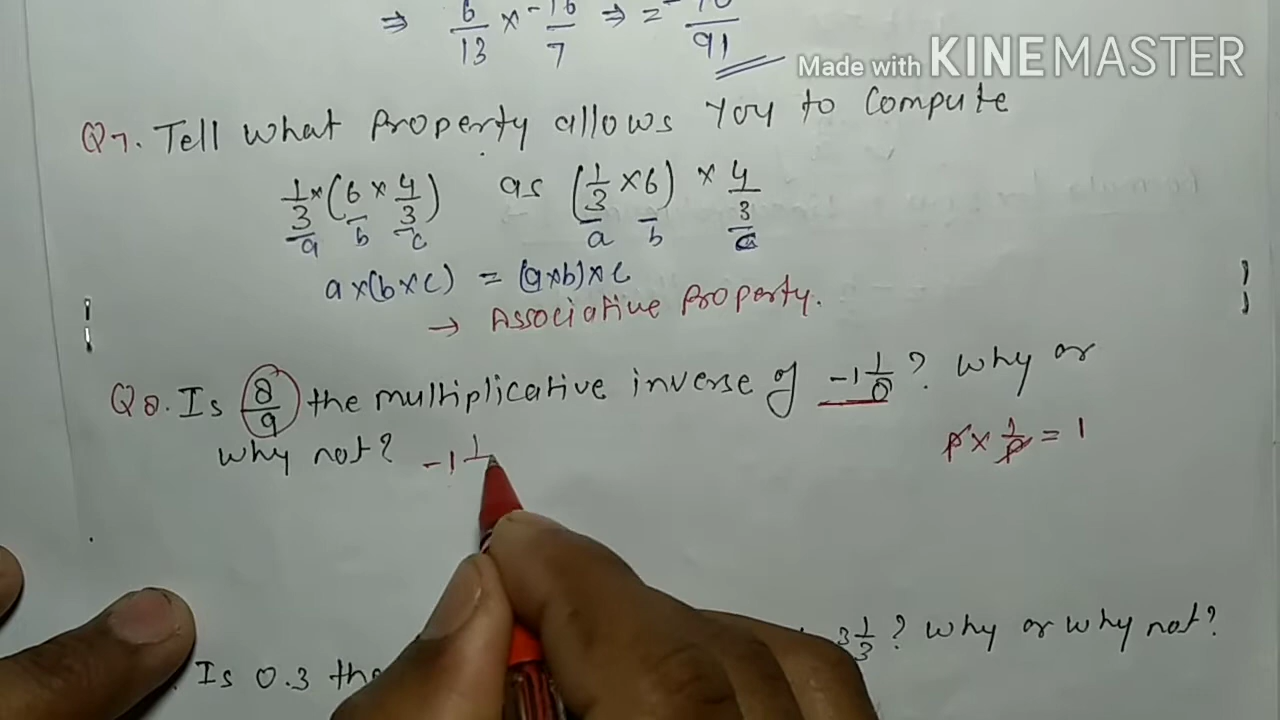 ⇒ 6/13 × -16/7 ⇒ =
91
Made with KINEMASTER
Q7. Tell what Property allows You to Compute
1/3 × (6 × 4/3) as (1/3 × 6) × 4/3
a b c a b c
a×(b×c) = (a×b)×c
→ Associative Property.
Q8. Is 8/9 the multiplicative inverse of -1 1/8? Why or
why not? -1 1/
8 × 1/8 = 1
Is 0.3 the 3 1/3? Why or why not?